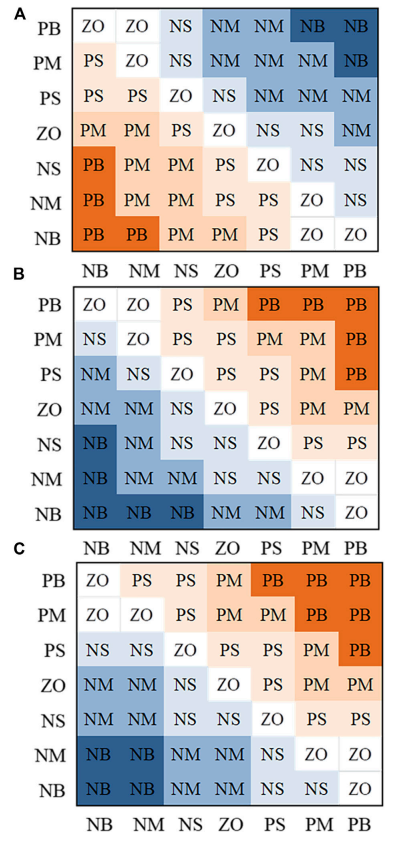 A
PB ZO ZO NS NM NM NB NB
PM PS ZO NS NM NM NM NB
PS PS PS ZO NS NM NM NM
ZO PM PM PS ZO NS NS NM
NS PB PM PM PS ZO NS NS
NM PB PM PM PS PS ZO NS
NB PB PB PM PM PS ZO ZO
NB NM NS ZO PS PM PB
B
PB ZO ZO PS PM PB PB PB
PM NS ZO PS PS PM PM PB
PS NM NS ZO PS PS PM PB
ZO NM NM NS ZO PS PM PM
NS NB NM NS NS ZO PS PS
NM NB NM NM NS NS ZO ZO
NB NB NB NB NM NM NS ZO
NB NM NS ZO PS PM PB
C
PB ZO PS PS PM PB PB PB
PM ZO ZO PS PM PM PB PB
PS NS NS ZO PS PS PM PB
ZO NM NM NS ZO PS PM PM
NS NM NM NS NS ZO PS PS
NM NB NB NM NM NS ZO ZO
NB NB NB NM NM NS NS ZO
NB NM NS ZO PS PM PB